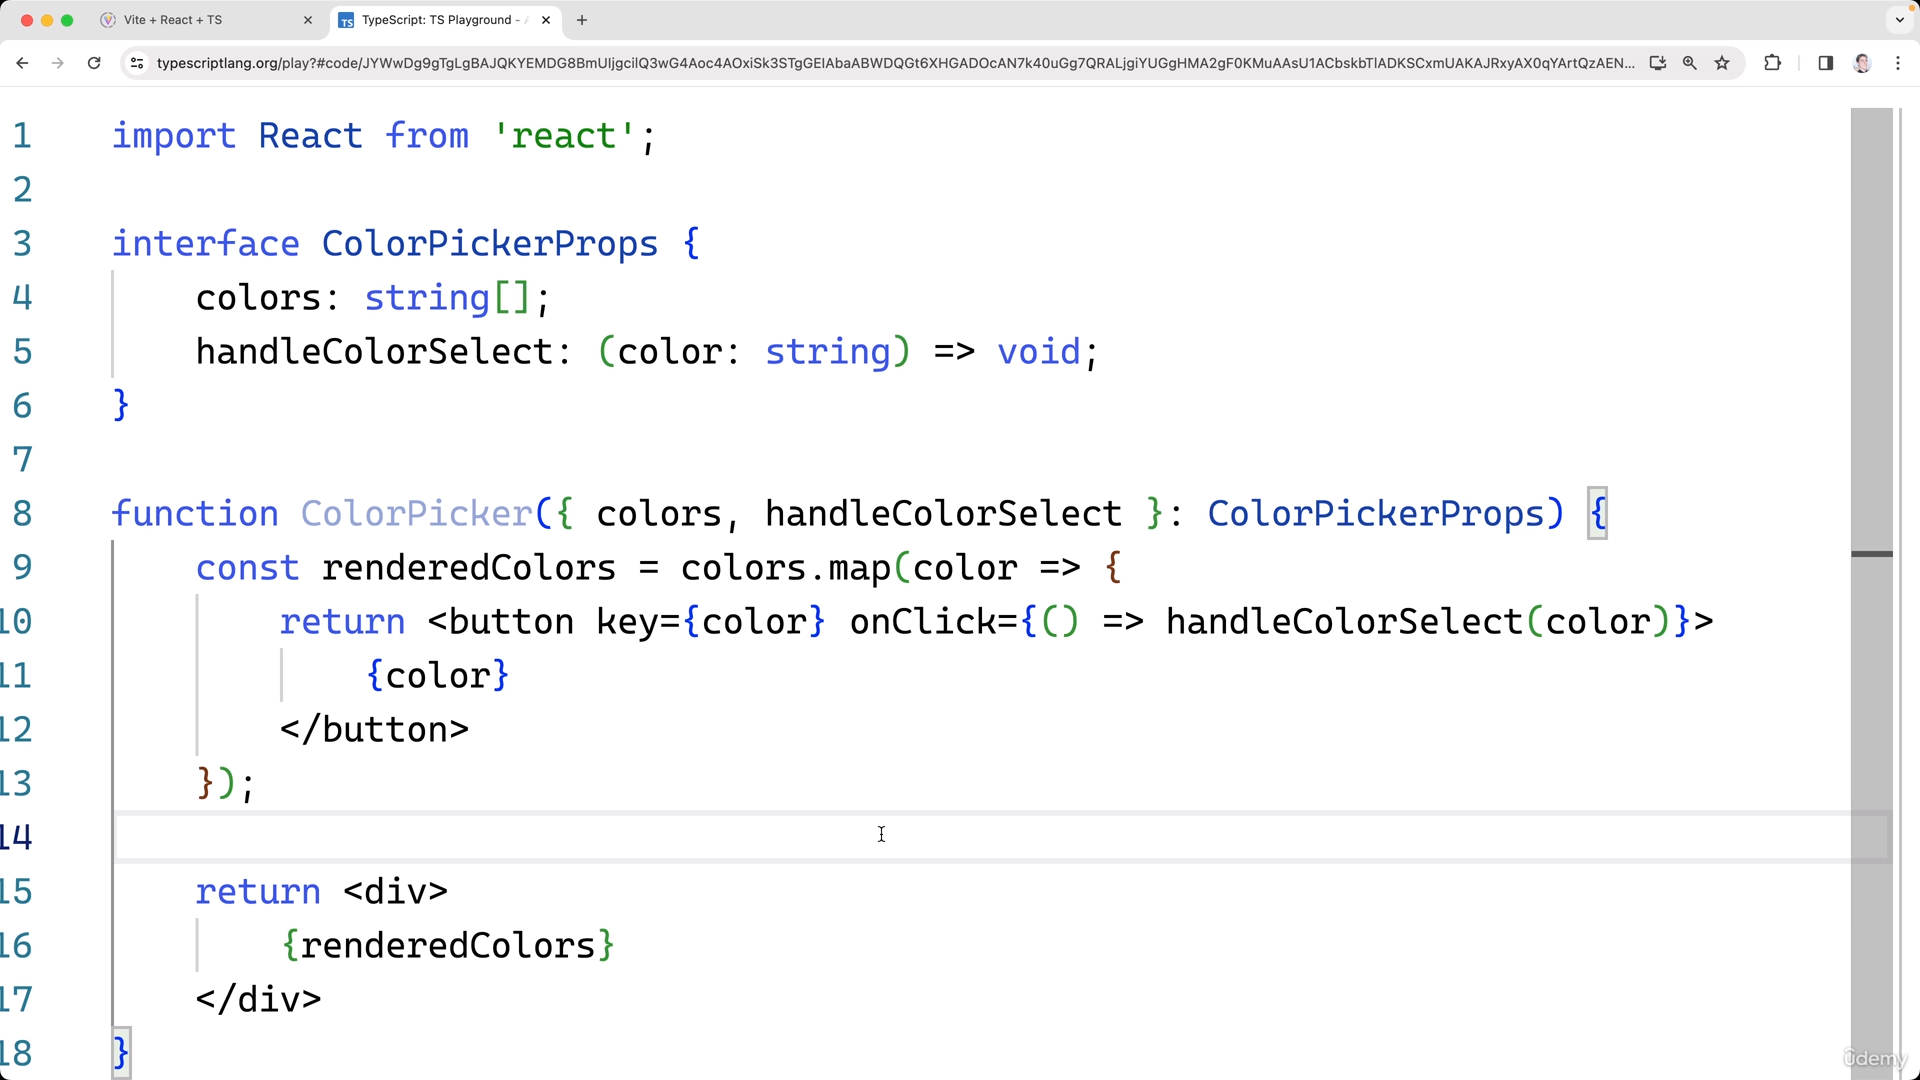 Vite + React + TS
TypeScript: TS Playground -
typescriptlang.org/play?#code/JYWwDg9gTgLgBAJQKYEMDG8BmUIjgcilQ3wG4Aoc4AOxiSk3STgGEIAbaABWDQGt6XHGADOcAN7k40uGg7QRALjgiYUGgHMA2gF0KMuAAsU1ACbskbTlADKSCxmUAKAJRxyAX0qYArtQzAEN...
1 import React from 'react';
2
3 interface ColorPickerProps {
4 colors: string[];
5 handleColorSelect: (color: string) => void;
6 }
7
8 function ColorPicker({ colors, handleColorSelect }: ColorPickerProps) {
9 const renderedColors = colors.map(color => {
10 return <button key={color} onClick={() => handleColorSelect(color)}>
11 {color}
12 </button>
13 });
14
15 return <div>
16 {renderedColors}
17 </div>
18 }
ûdemy